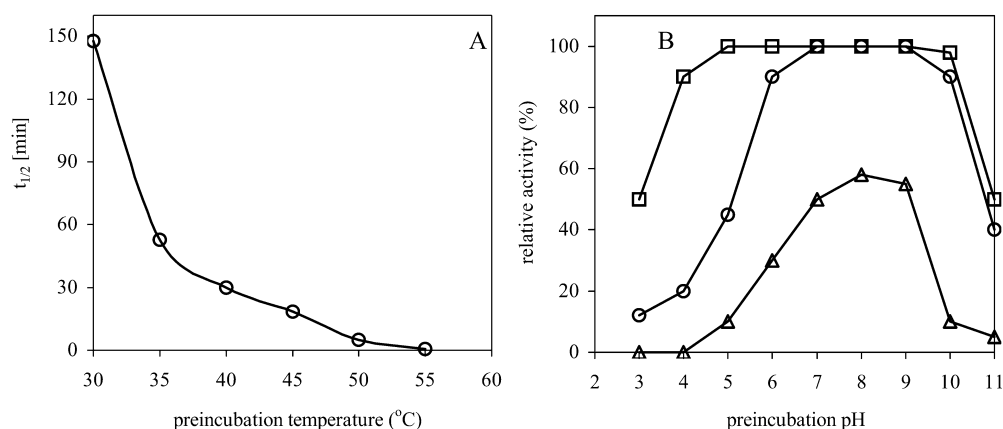 A
t1/2 [min]
150
120
90
60
30
0
30 35 40 45 50 55 60
preincubation temperature (oC)
B
relative activity (%)
100
80
60
40
20
0
2 3 4 5 6 7 8 9 10 11
preincubation pH